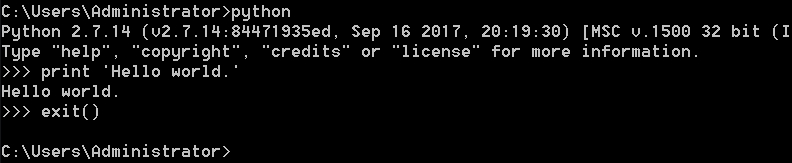 C:\Users\Administrator>python
Python 2.7.14 (v2.7.14:84471935ed, Sep 16 2017, 20:19:30) [MSC v.1500 32 bit (I
Type "help", "copyright", "credits" or "license" for more information.
>>> print 'Hello world.'
Hello world.
>>> exit()
C:\Users\Administrator>